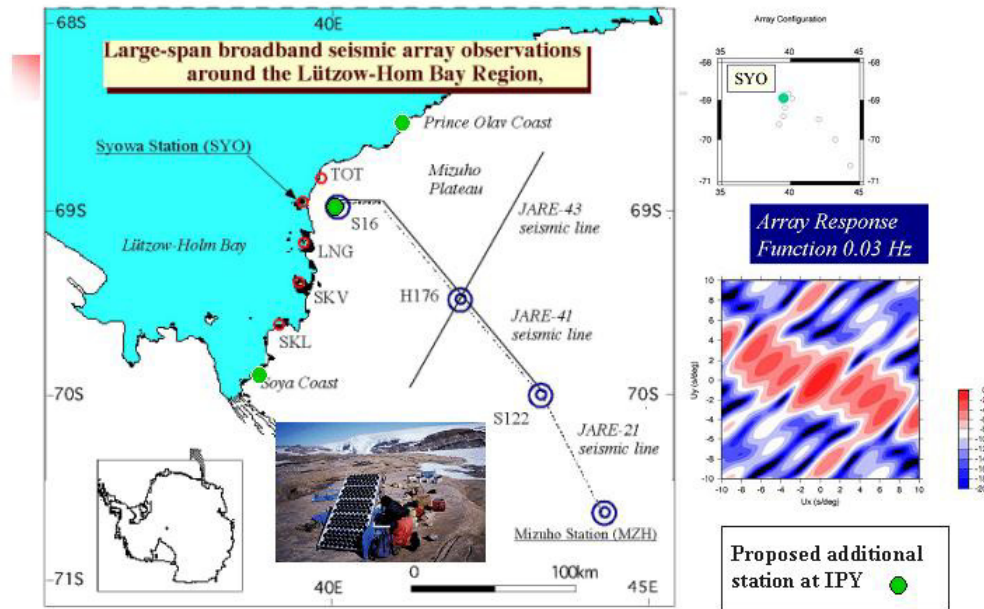 68S
40E
Large-span broadband seismic array observations
around the Lützow-Hom Bay Region,
Prince Olav Coast
Syowa Station (SYO)
TOT
Mizuho
Plateau
69S
S16
JARE-43
seismic line
Lützow-Holm Bay
LNG
SKV
H176
JARE-41
seismic line
SKL
Soya Coast
70S
70S
S122
JARE-21
seismic line
Mizuho Station (MZH)
0
100km
71S
40E
45E
Array Configuration
35
40
45
-68
-68
SYO
-69
-69
-70
-70
-71
-71
35
40
45
Array Response
Function 0.03 Hz
10
8
6
4
2
0
-2
-4
-6
-8
-10
Uy (s/deg)
-10 -8 -6 -4 -2 0 2 4 6 8 10
Ux (s/deg)
0
Proposed additional
station at IPY